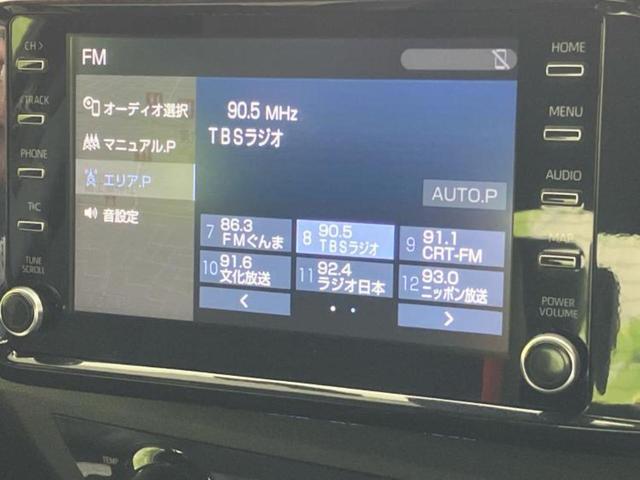 CH >
TRACK
PHONE
TUNE
SCROLL
FM
オーディオ選択
マニュアル.P
エリア.P
音設定
90.5 MHz
TBSラジオ
AUTO.P
7 86.3 FMぐんま
8 90.5 TBSラジオ
9 91.1 CRT-FM
10 91.6 文化放送
11 92.4 ラジオ日本
12 93.0 ニッポン放送
<
>
HOME
MENU
AUDIO
MAP
POWER
VOLUME
TEMP